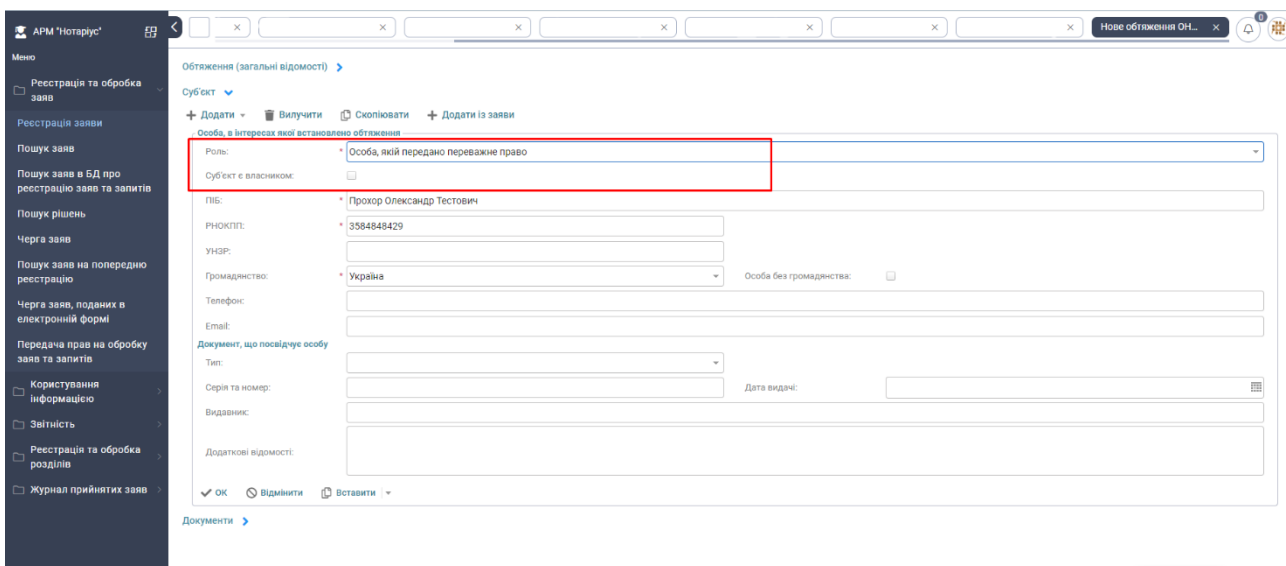 АРМ "Нотаріус"
Нове обтяження ОН...
0
Меню
Реєстрація та обробка
заяв
Реєстрація заяви
Пошук заяв
Пошук заяв в БД про
реєстрацію заяв та запитів
Пошук рішень
Черга заяв
Пошук заяв на попередню
реєстрацію
Черга заяв, поданих в
електронній формі
Передача прав на обробку
заяв та запитів
Користування
інформацією
Звітність
Реєстрація та обробка
розділів
Журнал прийнятих заяв
Обтяження (загальні відомості)
Суб'єкт
Додати Вилучити Скопіювати Додати із заяви
Особа, в інтересах якої встановлено обтяження
Роль: * Особа, якій передано переважне право
Суб'єкт є власником:
ПІБ: * Прохор Олександр Тестович
РНОКПП: * 3584848429
УНЗР:
Громадянство: * Україна Особа без громадянства:
Телефон:
Email:
Документ, що посвідчує особу
Тип:
Серія та номер: Дата видачі:
Видавник:
Додаткові відомості:
ОК Відмінити Вставити
Документи